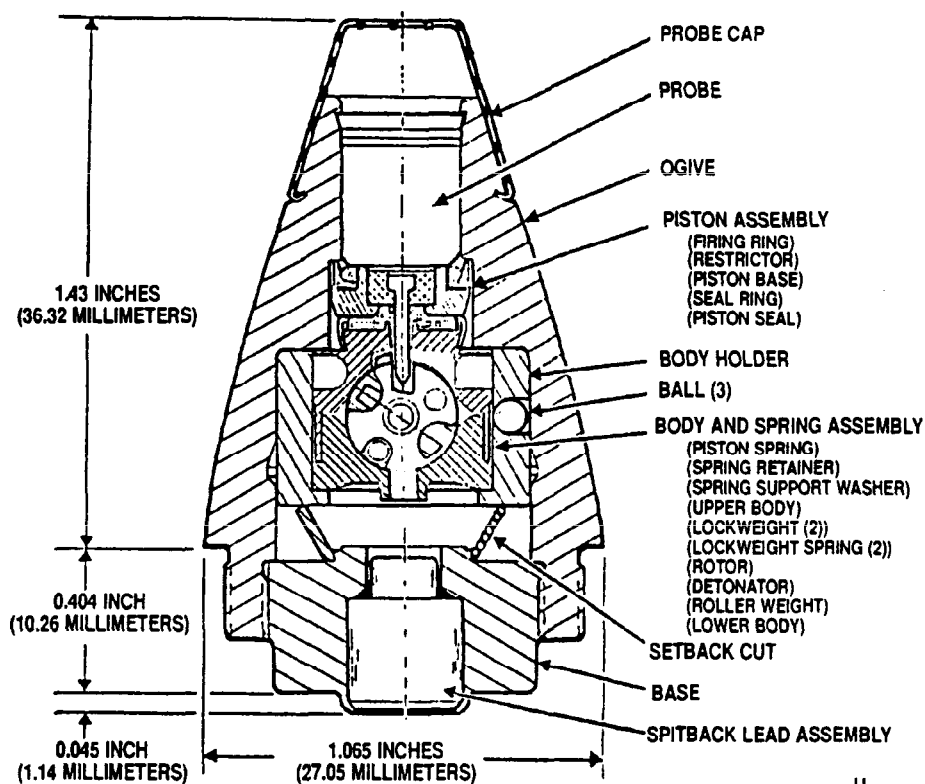 PROBE CAP
PROBE
OGIVE
PISTON ASSEMBLY
(FIRING RING)
(RESTRICTOR)
(PISTON BASE)
(SEAL RING)
(PISTON SEAL)
1.43 INCHES
(36.32 MILLIMETERS)
BODY HOLDER
BALL (3)
BODY AND SPRING ASSEMBLY
(PISTON SPRING)
(SPRING RETAINER)
(SPRING SUPPORT WASHER)
(UPPER BODY)
(LOCKWEIGHT (2))
(LOCKWEIGHT SPRING (2))
(ROTOR)
(DETONATOR)
(ROLLER WEIGHT)
(LOWER BODY)
0.404 INCH
(10.26 MILLIMETERS)
SETBACK CUT
BASE
SPITBACK LEAD ASSEMBLY
0.045 INCH
(1.14 MILLIMETERS)
1.065 INCHES
(27.05 MILLIMETERS)